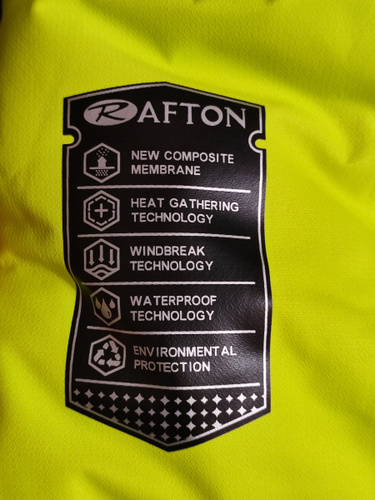 RAFTON
NEW COMPOSITE
MEMBRANE
HEAT GATHERING
TECHNOLOGY
WINDBREAK
TECHNOLOGY
WATERPROOF
TECHNOLOGY
ENVIRONMENTAL
PROTECTION